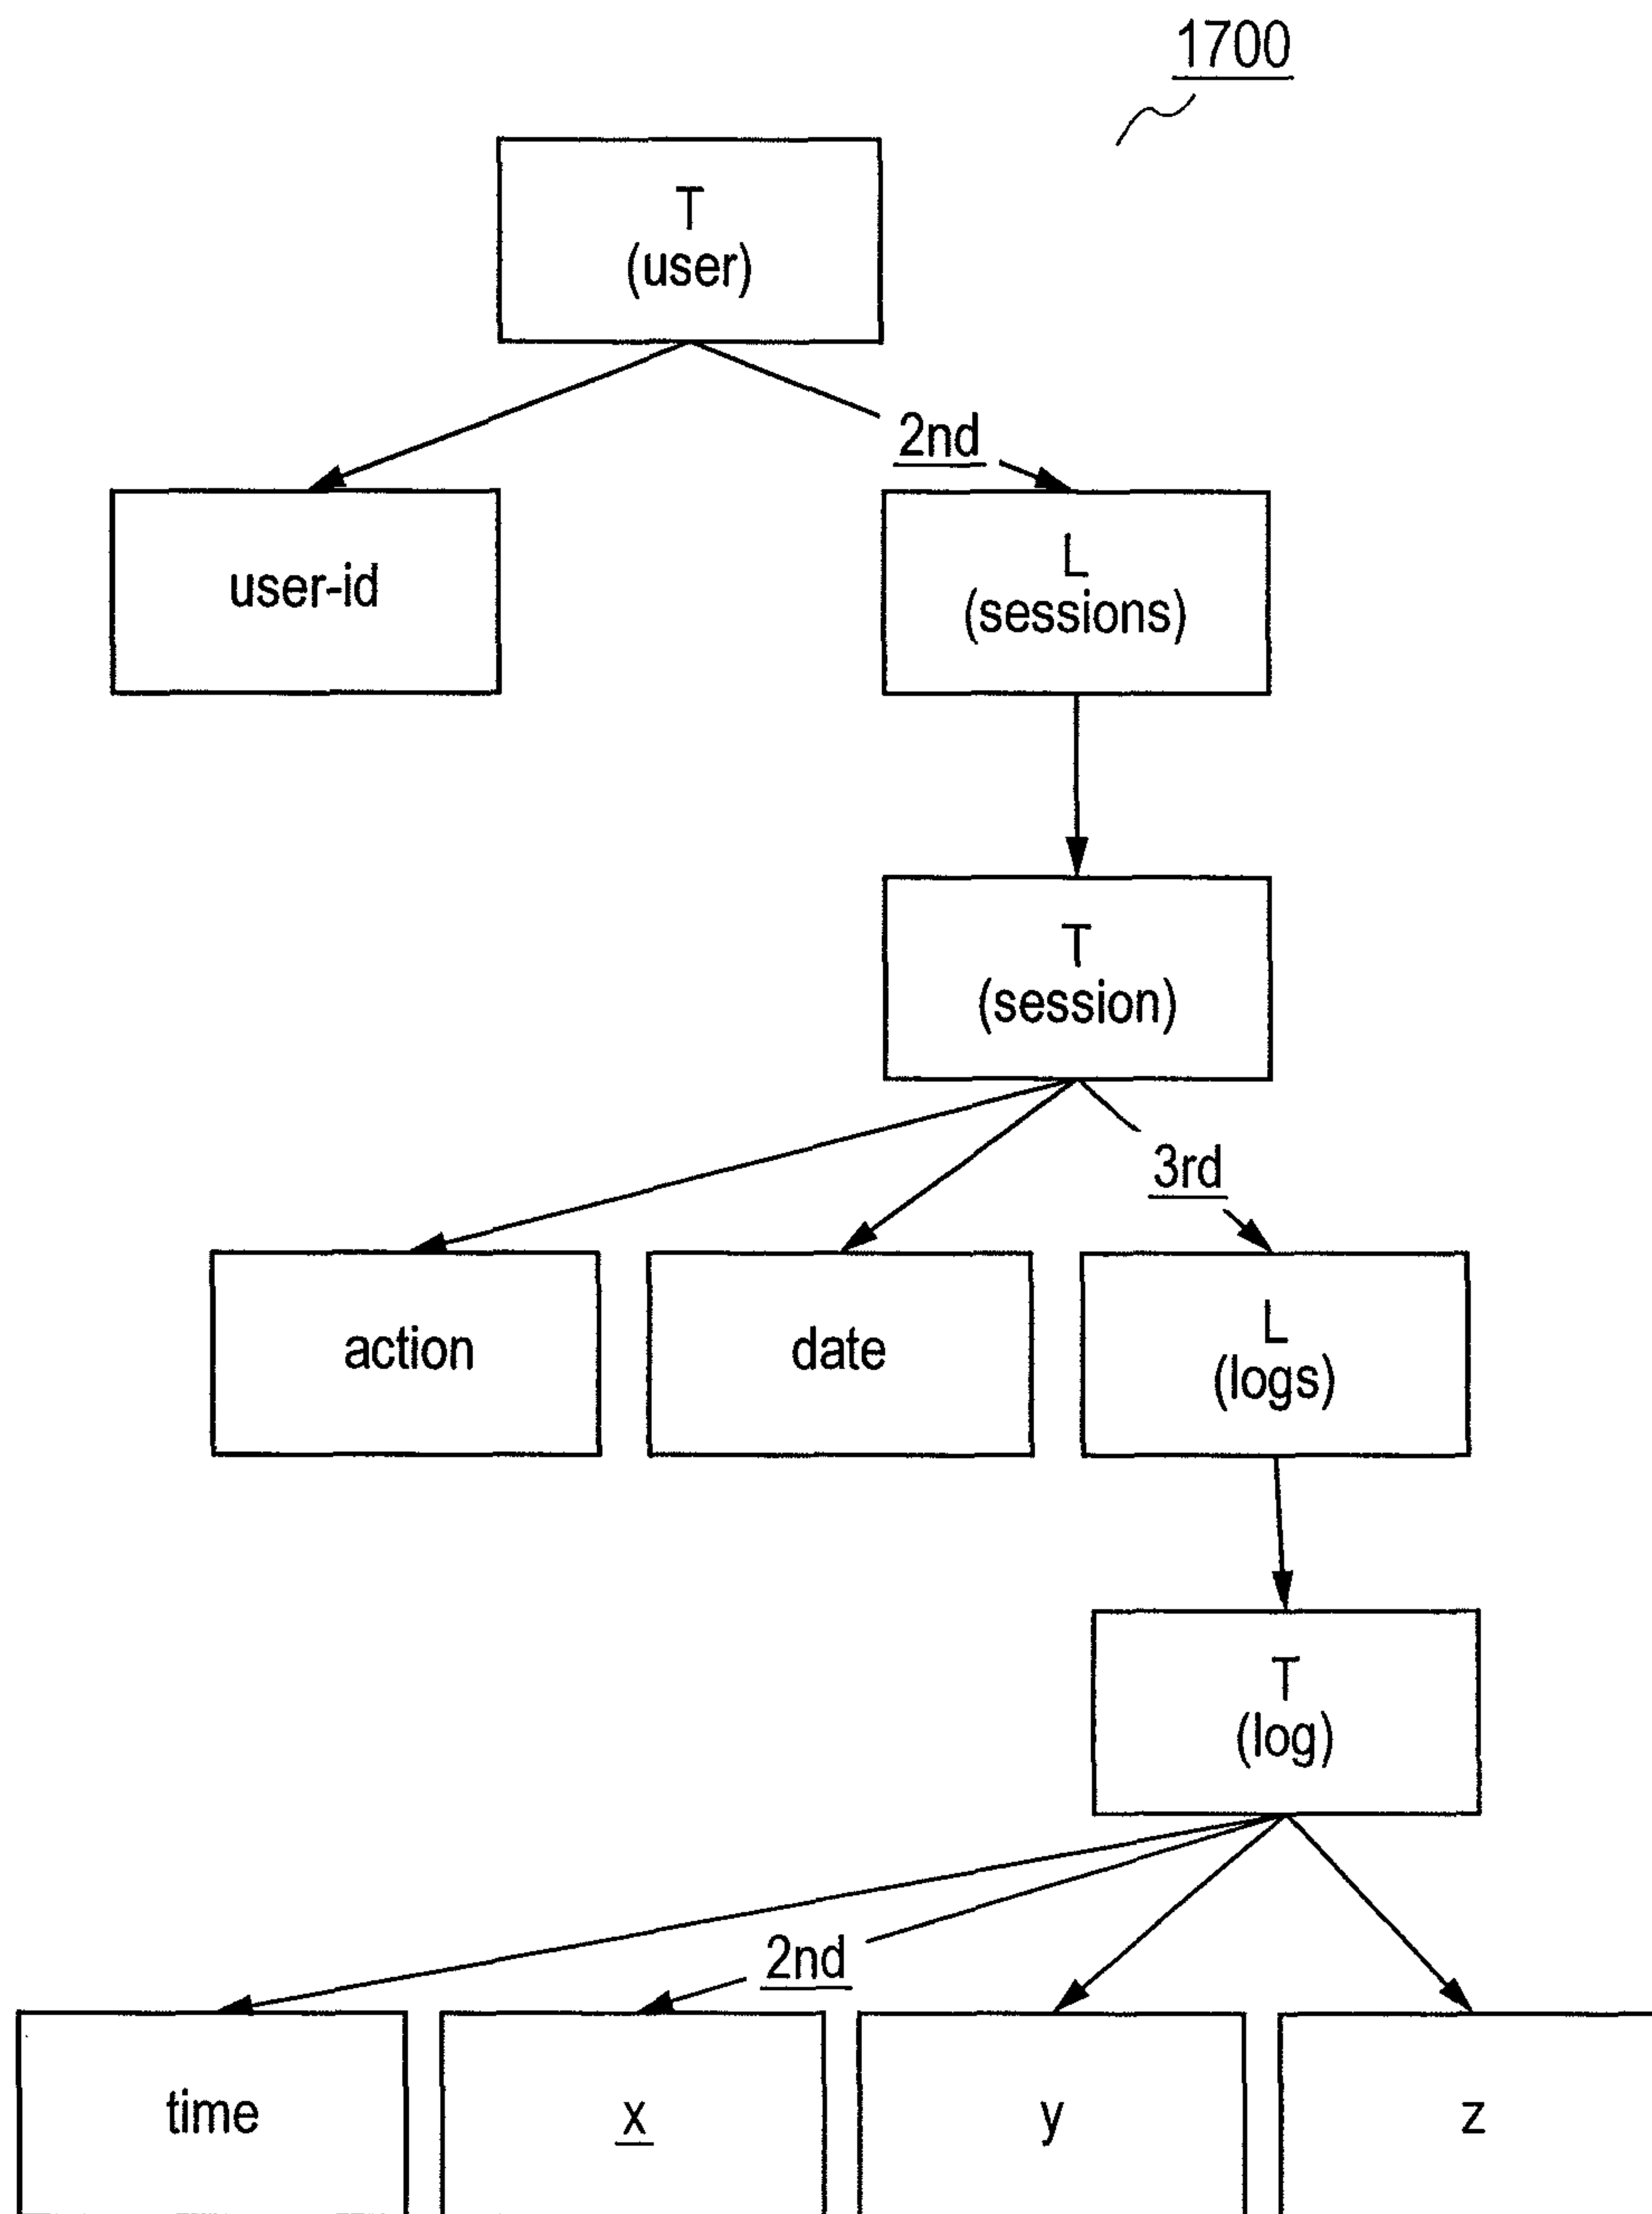 1700
T
(user)
2nd
user-id
L
(sessions)
T
(session)
3rd
action
date
L
(logs)
T
(log)
2nd
time
x
y
z